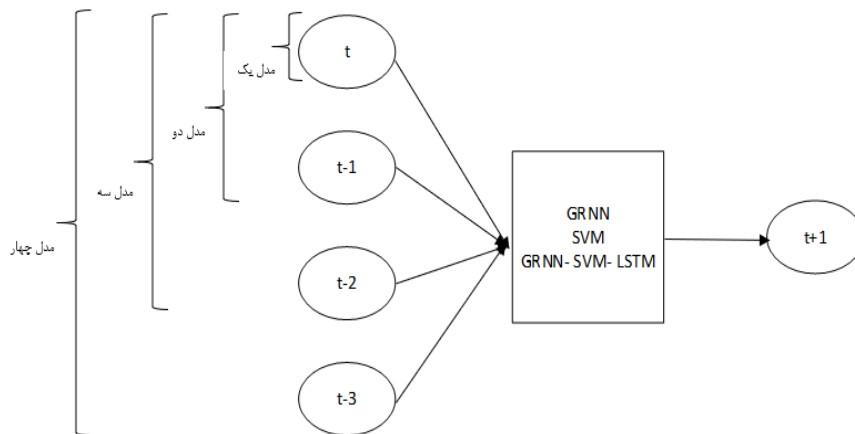 t
مدل یک
مدل دو
t-1
مدل سه
GRNN
SVM
GRNN- SVM- LSTM
t+1
مدل چهار
t-2
t-3